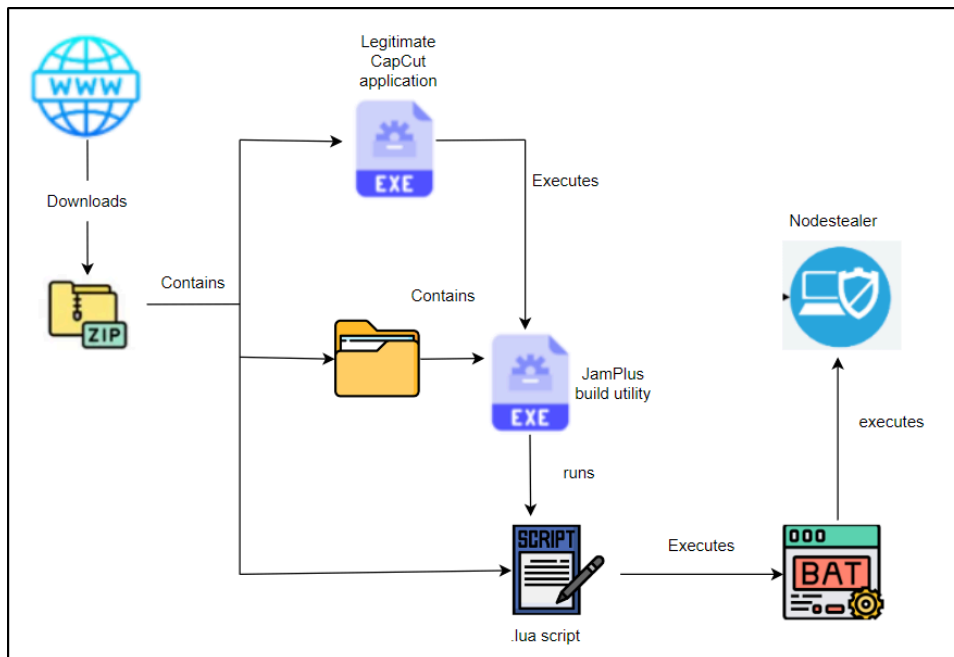 WWW
Legitimate
CapCut
application
EXE
Executes
Downloads
Nodestealer
Contains
Contains
ZIP
JamPlus
build utility
EXE
executes
runs
SCRIPT
Executes
BAT
.lua script